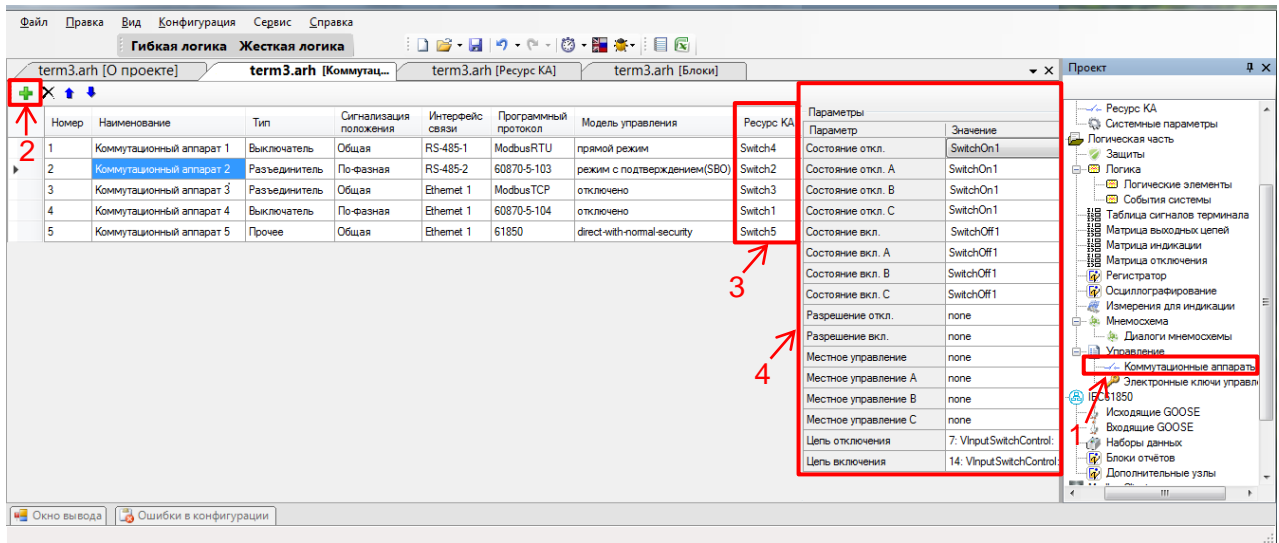 Файл Правка Вид Конфигурация Сервис Справка
Гибкая логика Жесткая логика
term3.arh [О проекте] term3.arh [Коммутац... term3.arh [Ресурс КА] term3.arh [Блоки]
Номер Наименование Тип Сигнализация положения Интерфейс связи Программный протокол Модель управления Ресурс КА
1 Коммутационный аппарат 1 Выключатель Общая RS-485-1 ModbusRTU прямой режим Switch4
2 Коммутационный аппарат 2 Разъединитель По-фазная RS-485-2 60870-5-103 режим с подтверждением(SBO) Switch2
3 Коммутационный аппарат 3 Разъединитель Общая Ethernet 1 ModbusTCP отключено Switch3
4 Коммутационный аппарат 4 Выключатель По-фазная Ethernet 1 60870-5-104 отключено Switch1
5 Коммутационный аппарат 5 Прочее Общая Ethernet 1 61850 direct-with-normal-security Switch5
2
3
4
1
Параметры
Параметр Значение
Состояние откл. SwitchOn1
Состояние откл. A SwitchOn1
Состояние откл. B SwitchOn1
Состояние откл. C SwitchOn1
Состояние вкл. SwitchOff1
Состояние вкл. A SwitchOff1
Состояние вкл. B SwitchOff1
Состояние вкл. C SwitchOff1
Разрешение откл. none
Разрешение вкл. none
Местное управление none
Местное управление A none
Местное управление B none
Местное управление C none
Цепь отключения 7: VInputSwitchControl:
Цепь включения 14: VInputSwitchControl:
Проект
Ресурс КА
Системные параметры
Логическая часть
Защиты
Логика
Логические элементы
События системы
Таблица сигналов терминала
Матрица выходных цепей
Матрица индикации
Матрица отключения
Регистратор
Осциллографирование
Измерения для индикации
Мнемосхема
Диалоги мнемосхемы
Управление
Коммутационные аппараты
Электронные ключи управл
IEC61850
Исходящие GOOSE
Входящие GOOSE
Наборы данных
Блоки отчётов
Дополнительные узлы
Окно вывода Ошибки в конфигурации